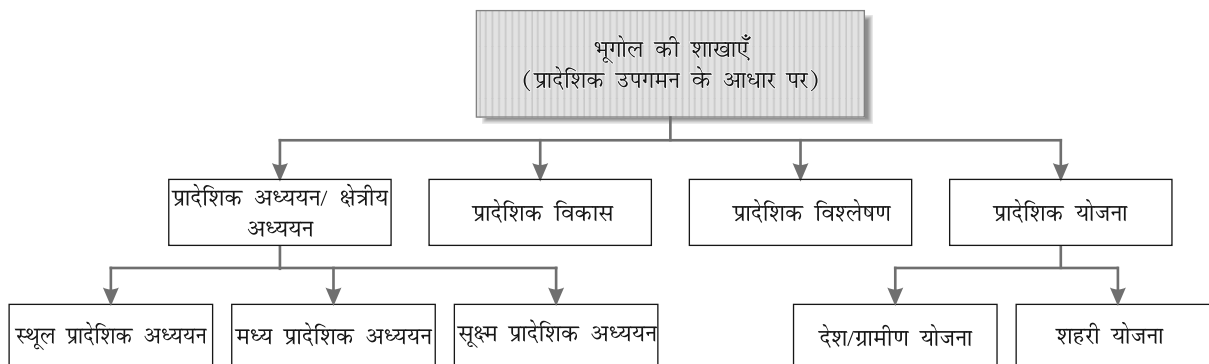 भूगोल की शाखाएँ
(प्रादेशिक उपगमन के आधार पर)
प्रादेशिक अध्ययन/ क्षेत्रीय
अध्ययन
प्रादेशिक विकास
प्रादेशिक विश्लेषण
प्रादेशिक योजना
स्थूल प्रादेशिक अध्ययन
मध्य प्रादेशिक अध्ययन
सूक्ष्म प्रादेशिक अध्ययन
देश/ग्रामीण योजना
शहरी योजना